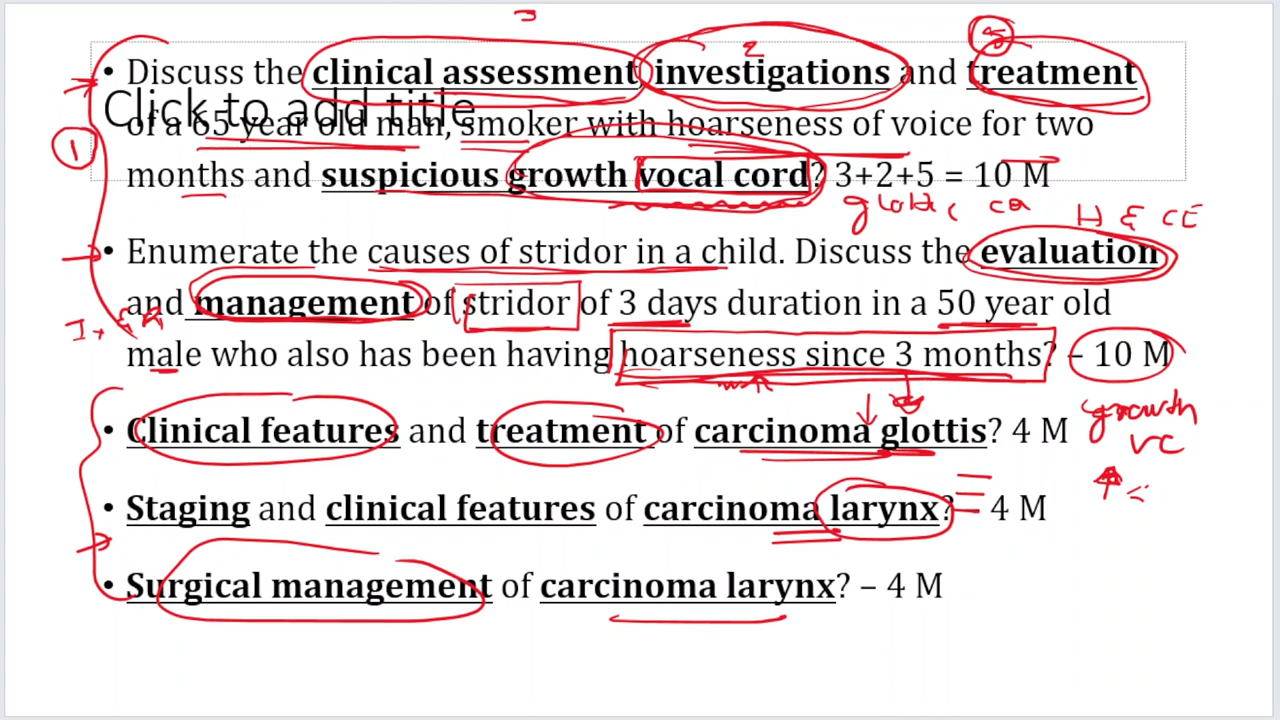 3
2
5
• Discuss the clinical assessment, investigations and treatment
Click to add title
of a 65 year old man, smoker with hoarseness of voice for two
1
months and suspicious growth vocal cord? 3+2+5 = 10 M
glottic ca
H & CE
• Enumerate the causes of stridor in a child. Discuss the evaluation
and management of stridor of 3 days duration in a 50 year old
male who also has been having hoarseness since 3 months? – 10 M
growth
VC
• Clinical features and treatment of carcinoma glottis? 4 M
• Staging and clinical features of carcinoma larynx? – 4 M
• Surgical management of carcinoma larynx? – 4 M